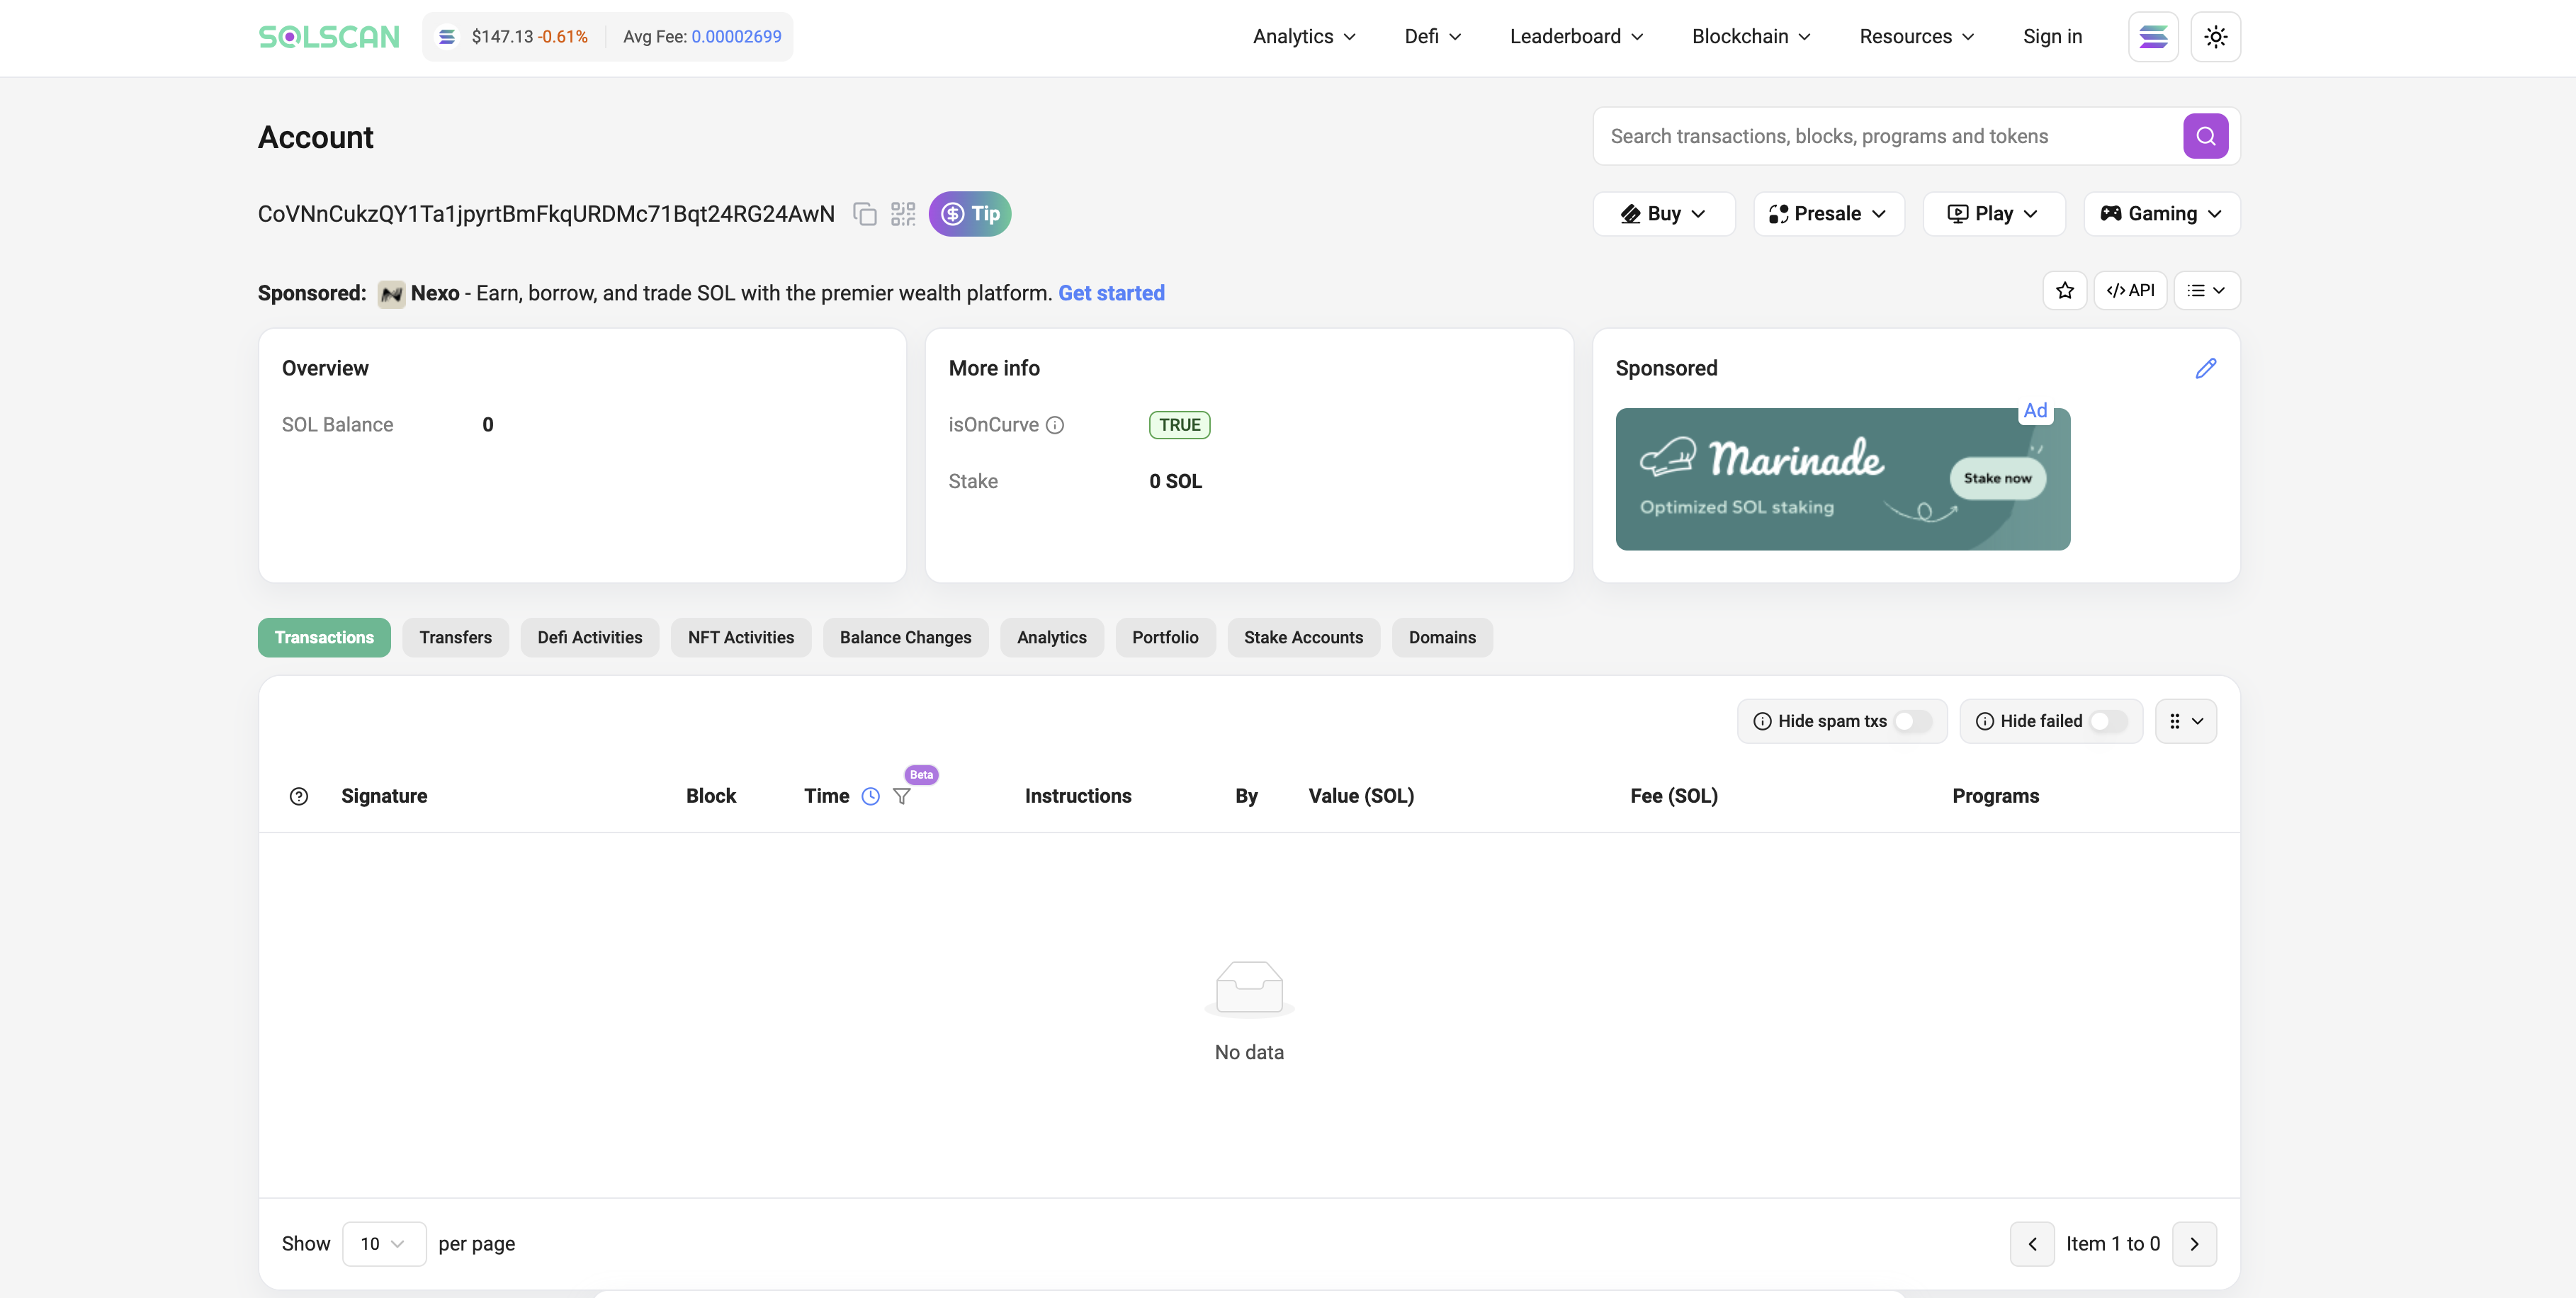 SOLSCAN
$147.13 -0.61% Avg Fee: 0.00002699
Analytics Defi Leaderboard Blockchain Resources Sign in
Account
Search transactions, blocks, programs and tokens
CoVNnCukzQY1Ta1jpyrtBmFkqURDMc71Bqt24RG24AwN Tip
Buy Presale Play Gaming
Sponsored: Nexo - Earn, borrow, and trade SOL with the premier wealth platform. Get started
</> API
Overview
SOL Balance 0
More info
isOnCurve TRUE
Stake 0 SOL
Sponsored
Ad
Marinade
Stake now
Optimized SOL staking
Transactions Transfers Defi Activities NFT Activities Balance Changes Analytics Portfolio Stake Accounts Domains
Hide spam txs Hide failed
Beta
Signature Block Time Instructions By Value (SOL) Fee (SOL) Programs
No data
Show 10 per page
Item 1 to 0